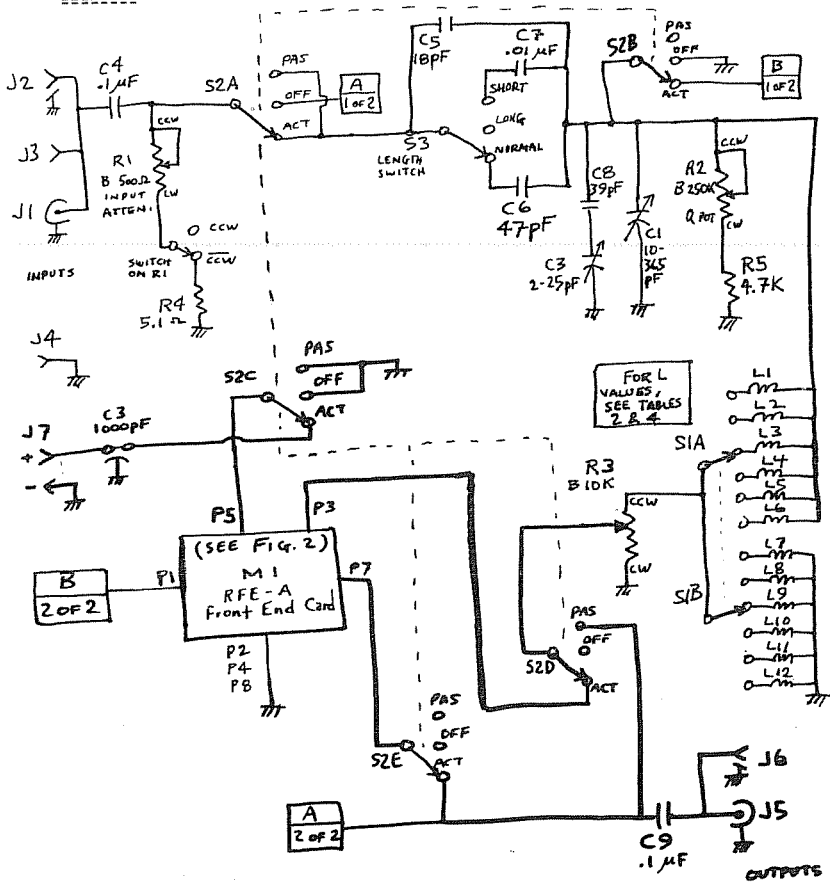 PAS
S2B
OFF
ACT
B
1 OF 2
C5
18PF
C7
.01 µF
SHORT
LONG
NORMAL
S3
LENGTH
SWITCH
C6
47PF
J2
C4
.1µF
S2A
PAS
OFF
ACT
A
1 OF 2
J3
J1
CCW
R1
B 500Ω
INPUT
ATTEN.
CW
CCW
CCW
SWITCH
ON R1
R4
5.1Ω
INPUTS
C8
39PF
C3
2-25PF
C1
10-
365
PF
CCW
R2
B 250K
Q POT
CW
R5
4.7K
J4
J7
+
-
C3
1000PF
S2C
PAS
OFF
ACT
FOR L
VALUES,
SEE TABLES
2 & 4
L1
L2
L3
L4
L5
L6
L7
L8
L9
L10
L11
L12
S1A
S1B
R3
B 10K
CCW
CW
P5
P3
P1
P7
(SEE FIG. 2)
M1
RFE-A
Front End Card
P2
P4
P8
B
2 OF 2
PAS
OFF
ACT
S2D
PAS
OFF
ACT
S2E
A
2 OF 2
C9
.1 µF
J6
J5
OUTPUTS